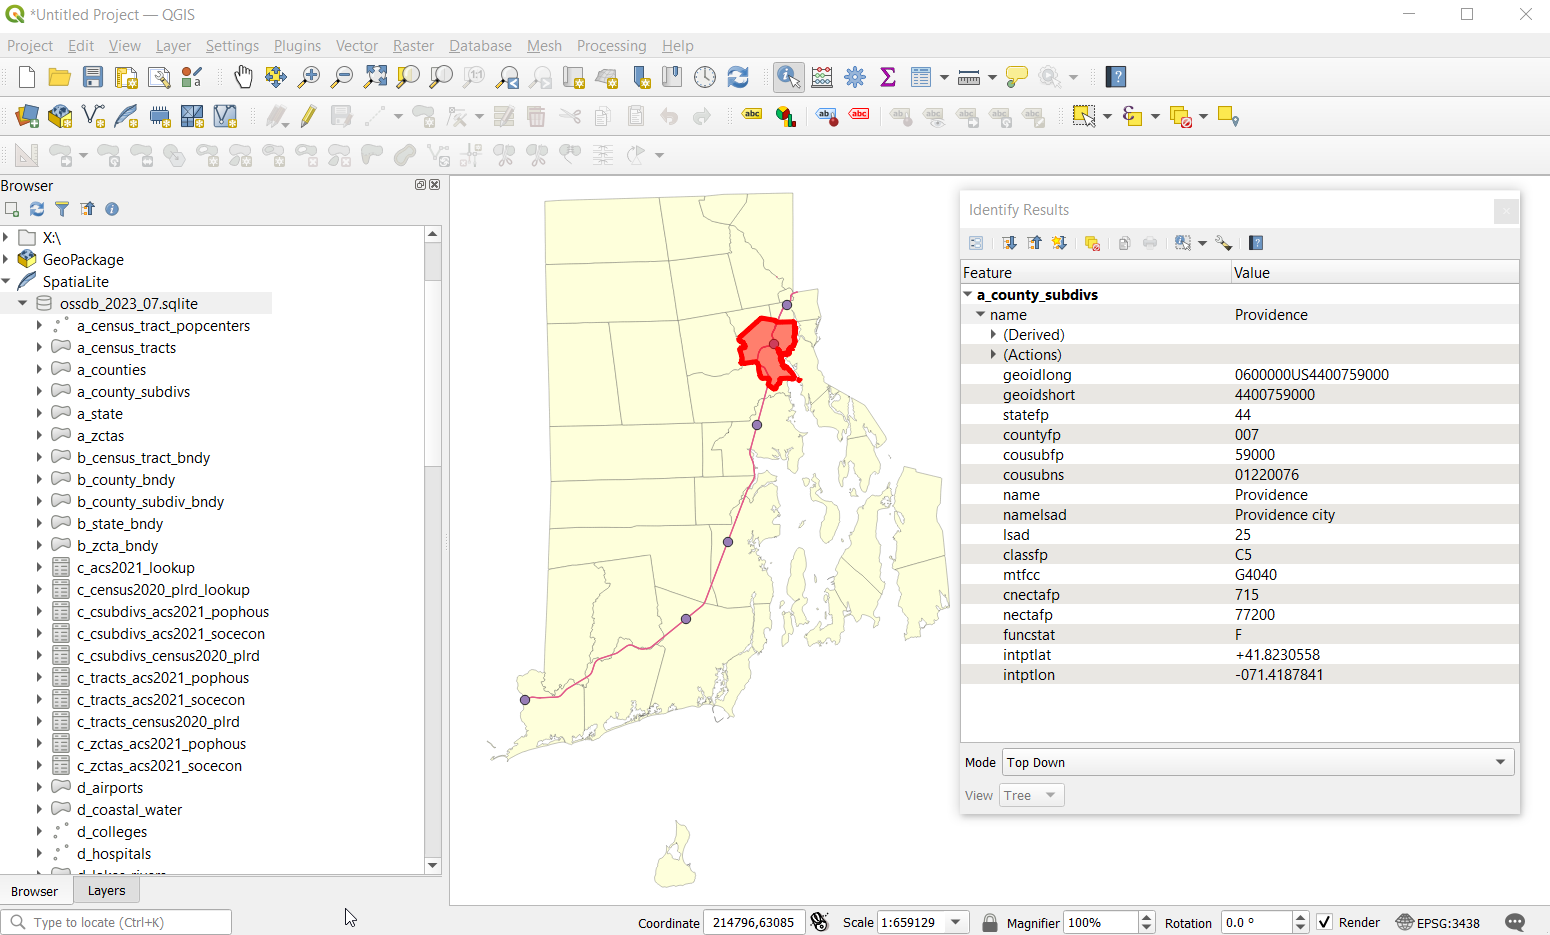 *Untitled Project — QGIS
Project Edit View Layer Settings Plugins Vector Raster Database Mesh Processing Help
Browser
X:\
GeoPackage
SpatiaLite
ossdb_2023_07.sqlite
a_census_tract_popcenters
a_census_tracts
a_counties
a_county_subdivs
a_state
a_zctas
b_census_tract_bndy
b_county_bndy
b_county_subdiv_bndy
b_state_bndy
b_zcta_bndy
c_acs2021_lookup
c_census2020_plrd_lookup
c_csubdivs_acs2021_pophous
c_csubdivs_acs2021_socecon
c_csubdivs_census2020_plrd
c_tracts_acs2021_pophous
c_tracts_acs2021_socecon
c_tracts_census2020_plrd
c_zctas_acs2021_pophous
c_zctas_acs2021_socecon
d_airports
d_coastal_water
d_colleges
d_hospitals
Browser Layers
Type to locate (Ctrl+K)
Identify Results
Feature Value
a_county_subdivs
name Providence
(Derived)
(Actions)
geoidlong 0600000US4400759000
geoidshort 4400759000
statefp 44
countyfp 007
cousubfp 59000
cousubns 01220076
name Providence
namelsad Providence city
lsad 25
classfp C5
mtfcc G4040
cnectafp 715
nectafp 77200
funcstat F
intptlat +41.8230558
intptlon -071.4187841
Mode Top Down
View Tree
Coordinate 214796,63085 Scale 1:659129 Magnifier 100% Rotation 0.0 ° Render EPSG:3438